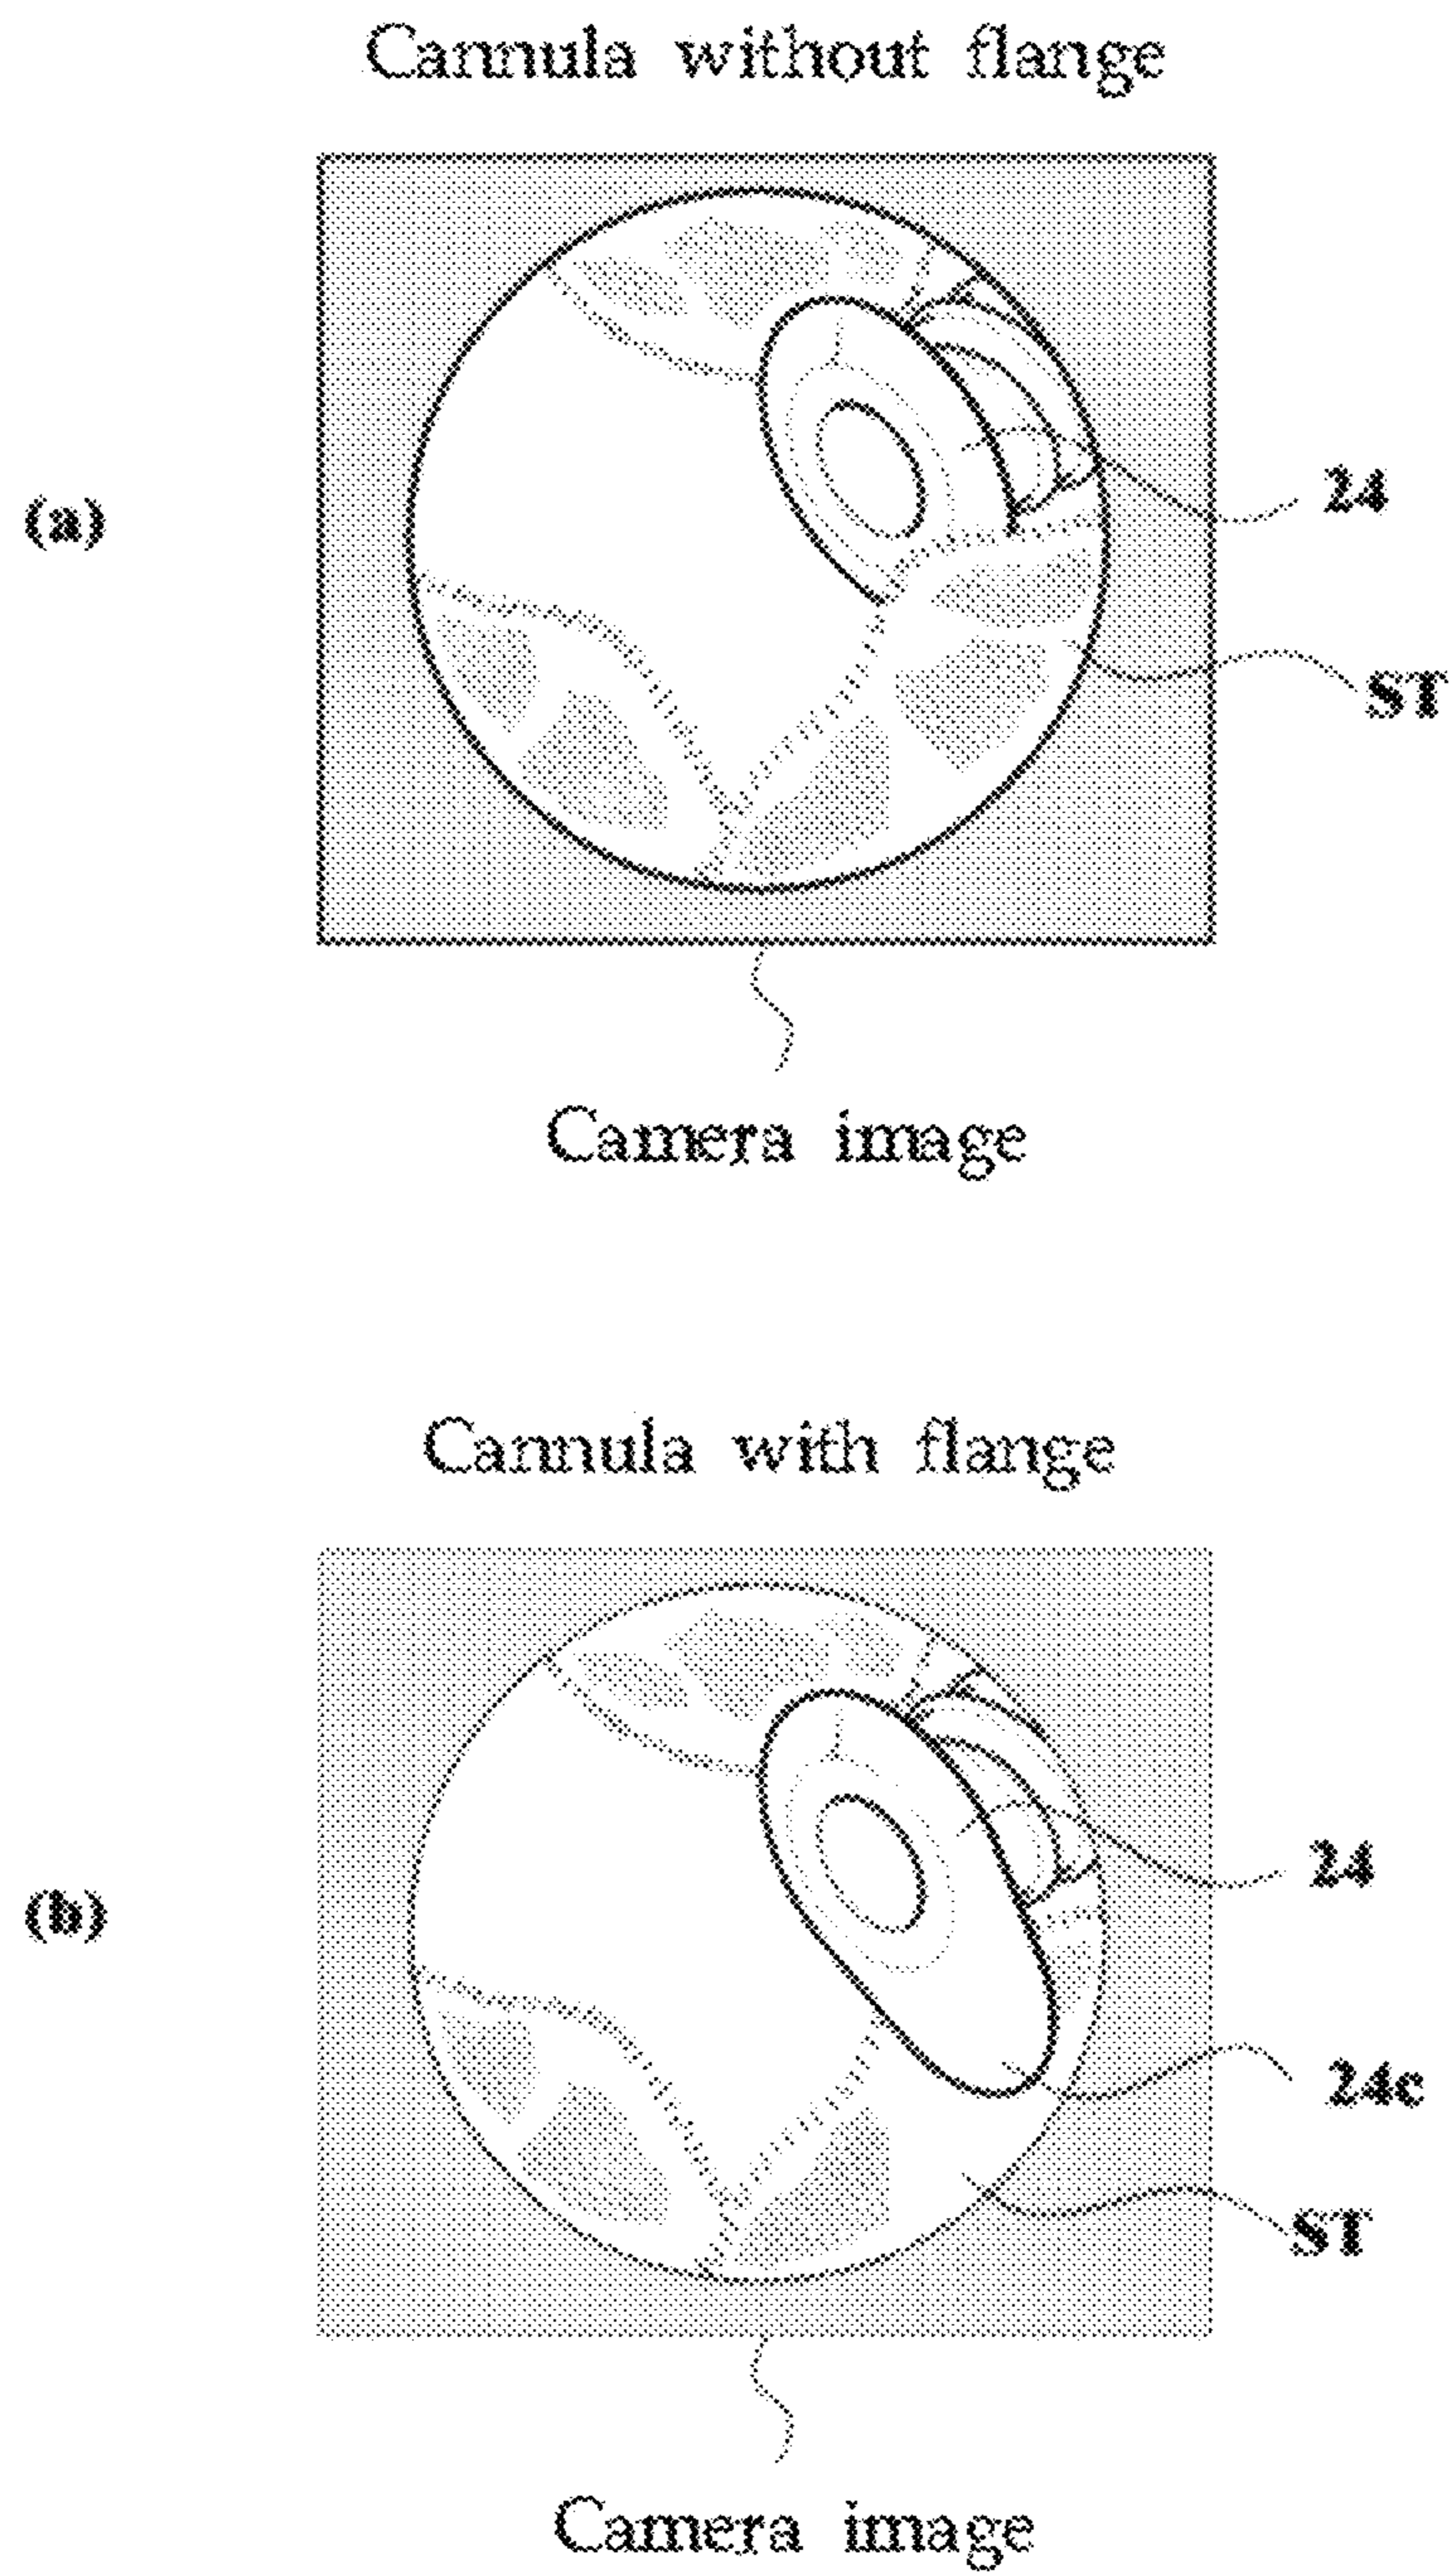 Cannula without flange
(a)
24
ST
Camera image
Cannula with flange
(b)
24
24c
ST
Camera image